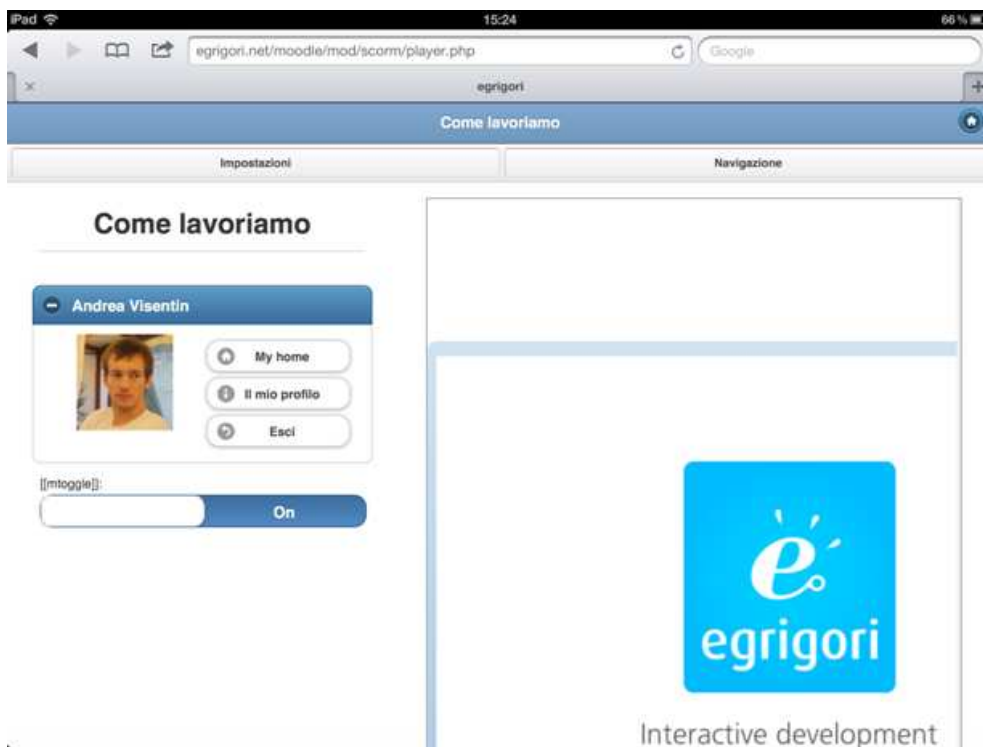 iPad 15:24 66 %
egrigori.net/moodle/mod/scorm/player.php Google
egrigori
Come lavoriamo
Impostazioni Navigazione
Come lavoriamo
Andrea Visentin
My home
Il mio profilo
Esci
[[mtoggle]]:
On
e
egrigori
Interactive development